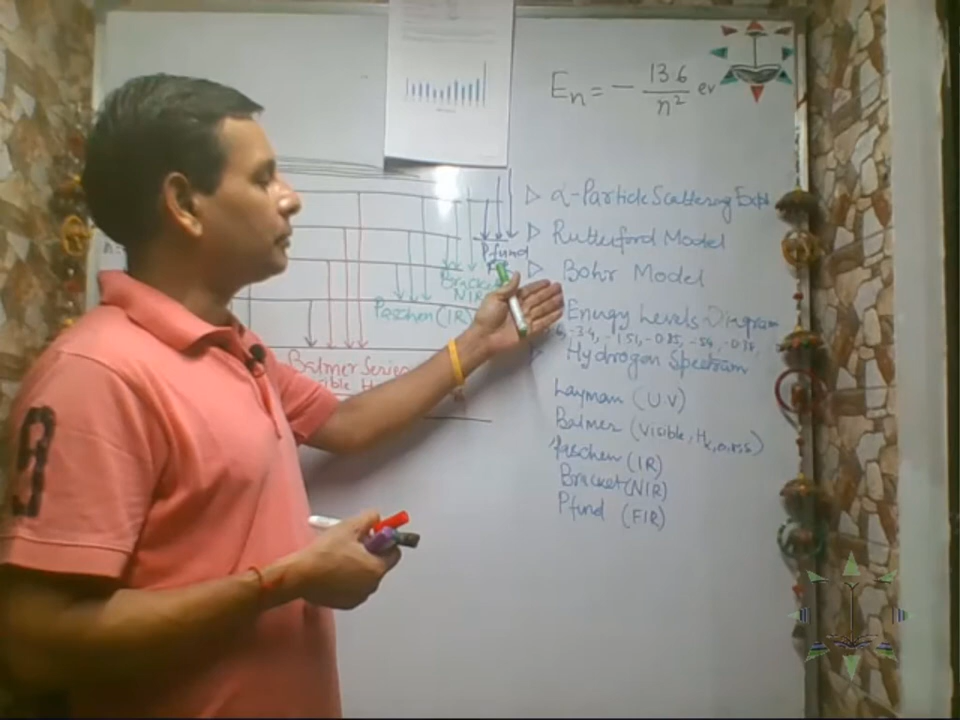 En = - 13.6 / n² ev
α-Particle Scattering Expt
Rutherford Model
Bohr Model
Energy Levels Diagram
-3.4, -1.51, -0.85, -.54, -0.38,
Hydrogen Spectrum
Layman (U.V)
Balmer (Visible, H
Paschen (IR)
Bracket (NIR)
Pfund (FIR)
Pfund
Bracket
NIR
Paschen (IR)
Balmer Series